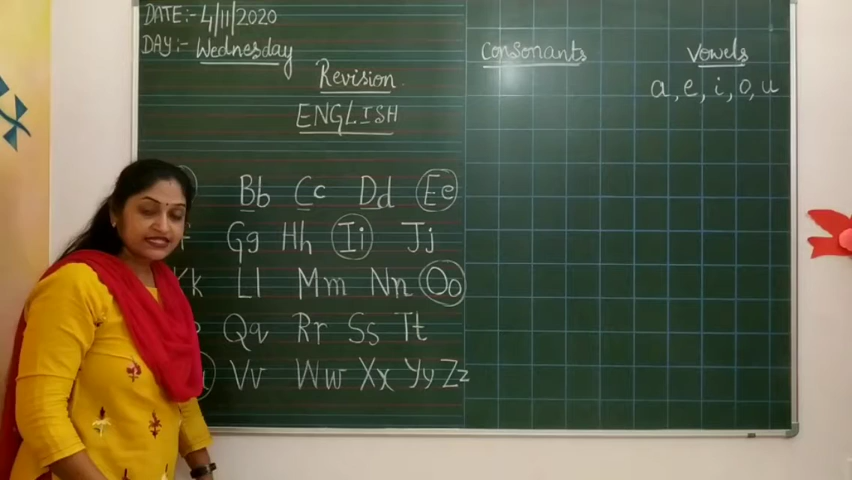 DATE:- 4/11/2020
DAY:- Wednesday
Revision
ENGLISH
Bb Cc Dd Ee
Gg Hh Ii Jj
Kk Ll Mm Nn Oo
Qq Rr Ss Tt
Vv Ww Xx Yy Zz
Consonants Vowels
a, e, i, o, u